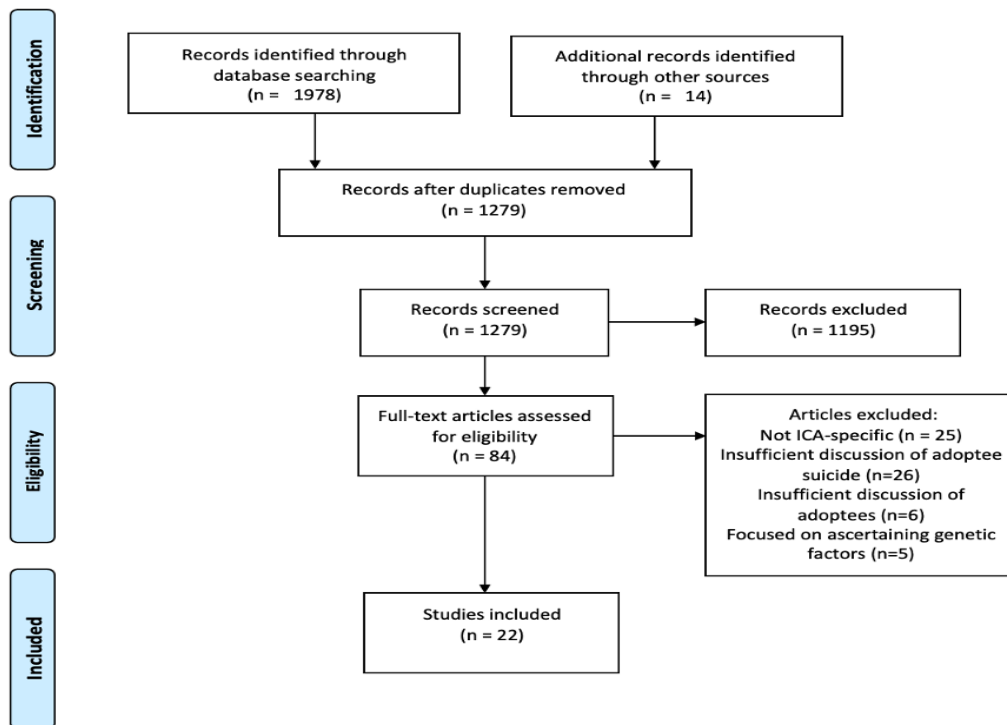 Identification
Records identified through
database searching
(n = 1978)
Additional records identified
through other sources
(n = 14)
Records after duplicates removed
(n = 1279)
Screening
Records screened
(n = 1279)
Records excluded
(n = 1195)
Eligibility
Full-text articles assessed
for eligibility
(n = 84)
Articles excluded:
Not ICA-specific (n = 25)
Insufficient discussion of adoptee
suicide (n=26)
Insufficient discussion of
adoptees (n=6)
Focused on ascertaining genetic
factors (n=5)
Included
Studies included
(n = 22)